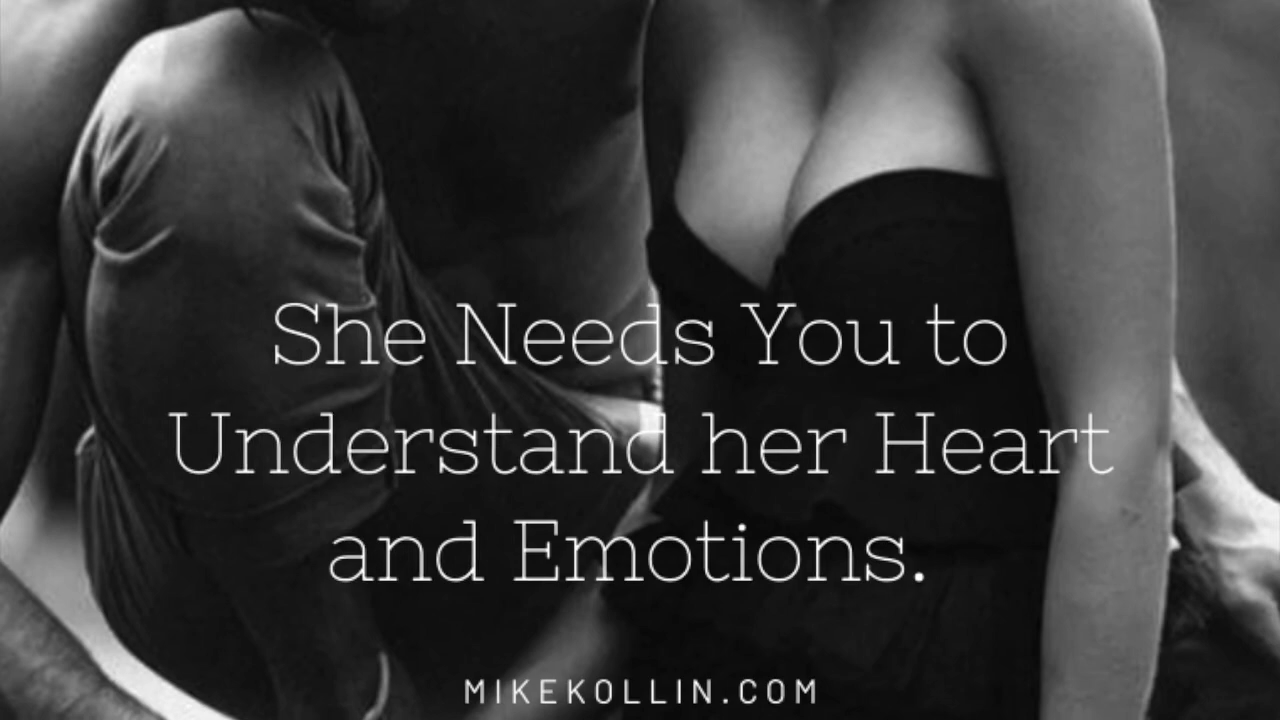 She Needs You to
Understand her Heart
and Emotions.
MIKEKOLLIN.COM